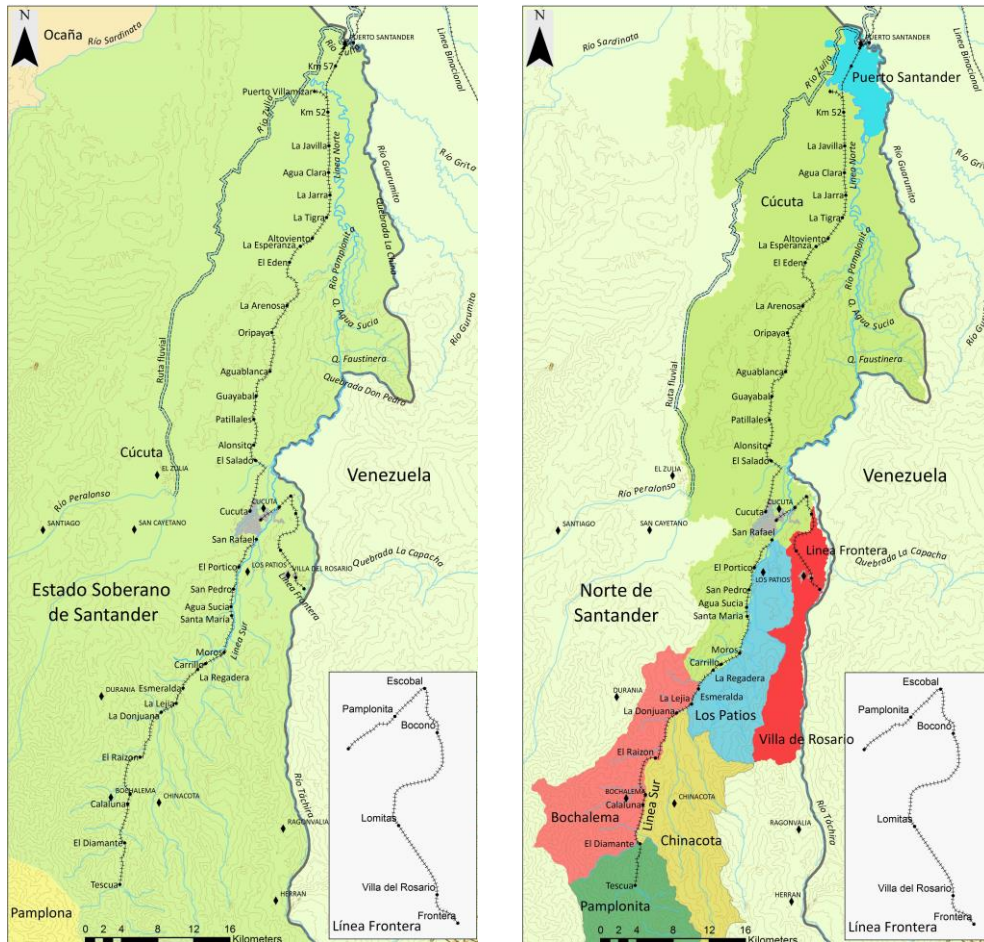 N
Ocaña
Río Sardinata
PUERTO SANTANDER
Río Zulia
Km 57
Línea Binacional
Puerto Villamizar
Km 52
Río Zulia
La Javilla
Línea Norte
Río Guarumito
Río Grita
Agua Clara
La Jarra
La Tigra
Altoviento
La Esperanza
Río Pamplonita
Quebrada La China
El Eden
La Arenosa
Q. Agua Sucia
Río Gurumito
Oripaya
Ruta fluvial
Q. Faustinera
Aguablanca
Quebrada Don Pedro
Guayabal
Patillales
Alonsito
Cúcuta
El Salado
Venezuela
EL ZULIA
Río Peralonso
CUCUTA
Cucuta
SANTIAGO
SAN CAYETANO
San Rafael
Quebrada La Capacha
El Portico
LOS PATIOS
VILLA DEL ROSARIO
Estado Soberano
de Santander
San Pedro
Línea Frontera
Agua Sucia
Santa Maria
Línea Sur
Moros
Carrillo
La Regadera
Esmeralda
DURANIA
La Lejia
La Donjuana
El Raizon
BOCHALEMA
Calaluna
CHINACOTA
Río Táchira
RAGONVALIA
El Diamante
Tescua
HERRAN
Pamplona
0 2 4 8 12 16
Kilometers
Escobal
Pamplonita
Boconó
Lomitas
Villa del Rosario
Frontera
Línea Frontera
N
Río Sardinata
PUERTO SANTANDER
Río Zulia
Puerto Santander
Línea Binacional
Km 52
La Javilla
Línea Norte
Río Guarumito
Río Grita
Agua Clara
La Jarra
Cúcuta
La Tigra
Altoviento
La Esperanza
Río Pamplonita
El Eden
La Arenosa
Q. Agua Sucia
Río Gurumito
Oripaya
Ruta fluvial
Q. Faustinera
Aguablanca
Guayabal
Patillales
Alonsito
El Salado
Venezuela
EL ZULIA
Río Peralonso
CUCUTA
Cucuta
SANTIAGO
SAN CAYETANO
San Rafael
Linea Frontera
Quebrada La Capacha
El Portico
LOS PATIOS
Norte de
Santander
San Pedro
Agua Sucia
Santa Maria
Moros
Carrillo
La Regadera
Esmeralda
DURANIA
La Lejia
La Donjuana
Los Patios
Villa de Rosario
El Raizon
BOCHALEMA
Calaluna
Línea Sur
CHINACOTA
Bochalema
Chinacota
Río Táchira
RAGONVALIA
El Diamante
Tescua
Pamplonita
HERRAN
0 2 4 8 12 16
Kilometers
Escobal
Pamplonita
Boconó
Lomitas
Villa del Rosario
Frontera
Línea Frontera